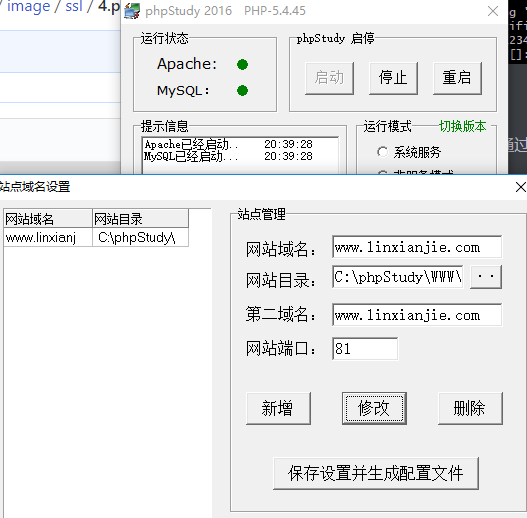 / image / ssl / 4.p
phpStudy 2016 PHP-5.4.45
运行状态
Apache:
MySQL:
phpStudy 启停
启动 停止 重启
提示信息
Apache已经启动.. 20:39:28
MySQL已经启动... 20:39:28
运行模式 切换版本
系统服务
非服务模式
通过
站点域名设置
网站域名 网站目录
www.linxianj C:\phpStudy\
站点管理
网站域名: www.linxianjie.com
网站目录: C:\phpStudy\WWW\ ..
第二域名: www.linxianjie.com
网站端口: 81
新增 修改 删除
保存设置并生成配置文件